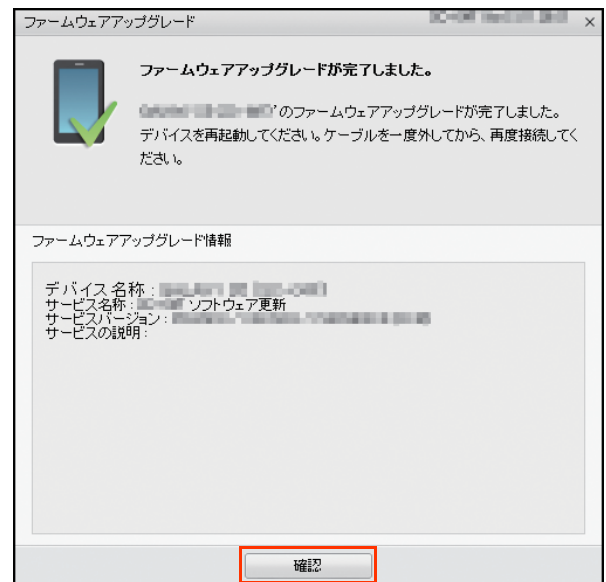 ファームウェアアップグレード
ファームウェアアップグレードが完了しました。
'のファームウェアアップグレードが完了しました。
デバイスを再起動してください。ケーブルを一度外してから、再度接続してく
ださい。
ファームウェアアップグレード情報
デバイス名称 :
サービス名称 : ソフトウェア更新
サービスバージョン :
サービスの説明 :
確認